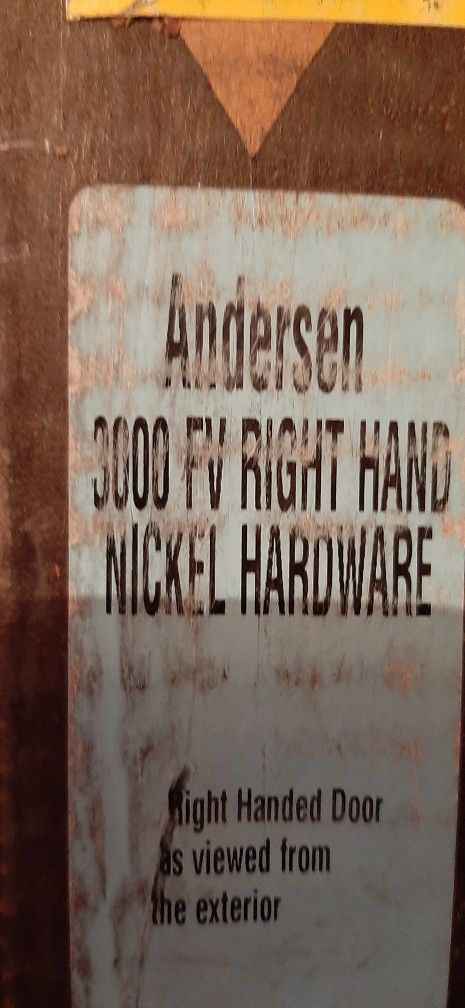 Andersen
3000 FV RIGHT HAND
NICKEL HARDWARE
Right Handed Door
as viewed from
the exterior